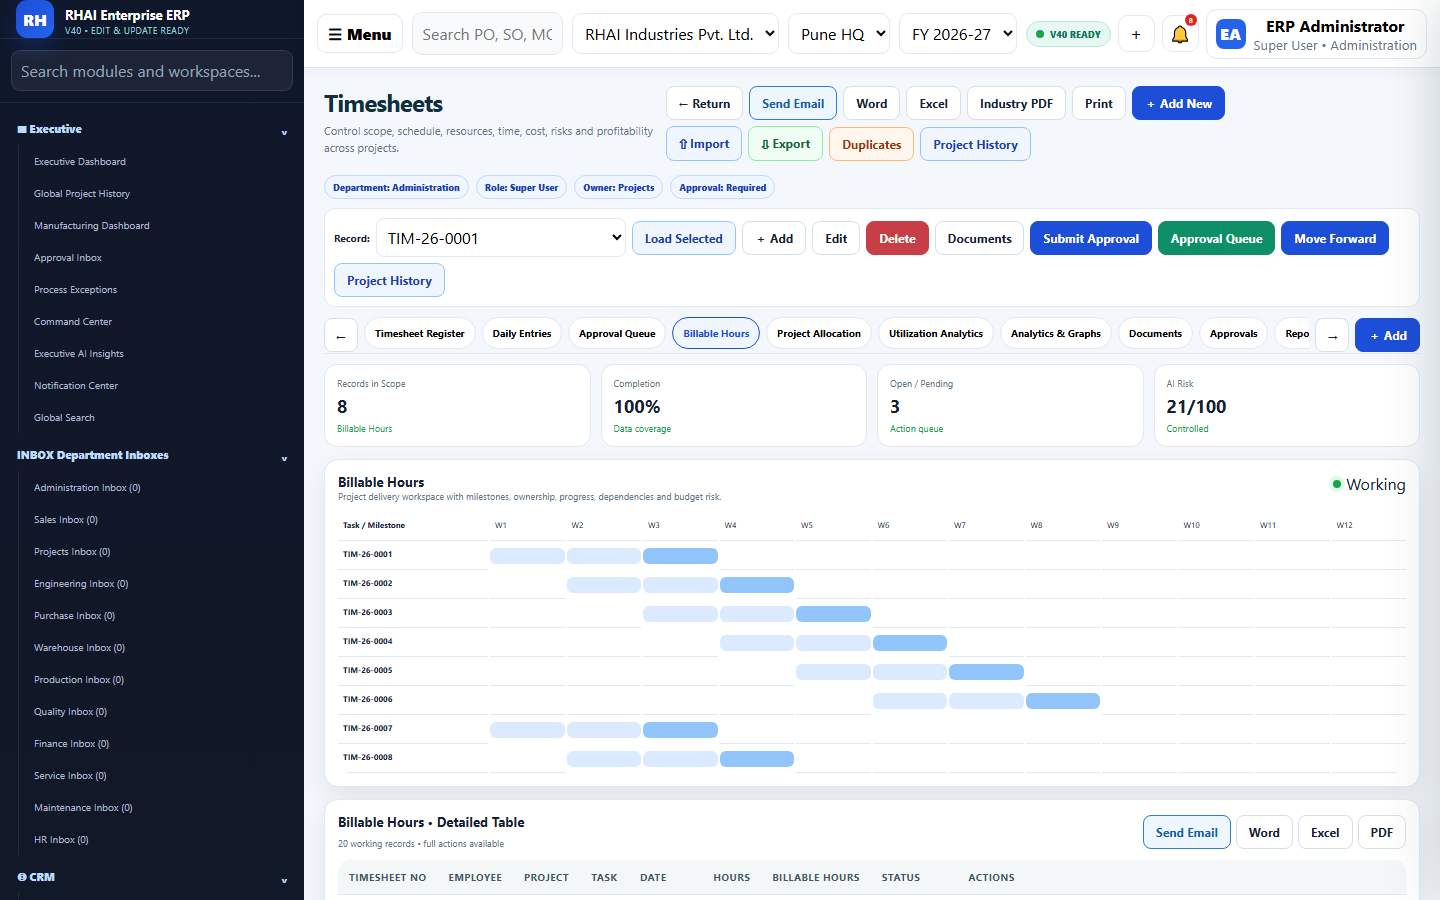 RH
RHAI Enterprise ERP
V40 • EDIT & UPDATE READY
Search modules and workspaces...
Executive
Executive Dashboard
Global Project History
Manufacturing Dashboard
Approval Inbox
Process Exceptions
Command Center
Executive AI Insights
Notification Center
Global Search
INBOX Department Inboxes
Administration Inbox (0)
Sales Inbox (0)
Projects Inbox (0)
Engineering Inbox (0)
Purchase Inbox (0)
Warehouse Inbox (0)
Production Inbox (0)
Quality Inbox (0)
Finance Inbox (0)
Service Inbox (0)
Maintenance Inbox (0)
HR Inbox (0)
CRM
☰ Menu
Search PO, SO, MO
RHAI Industries Pvt. Ltd.
Pune HQ
FY 2026-27
V40 READY
+
8
EA
ERP Administrator
Super User • Administration
Timesheets
Control scope, schedule, resources, time, cost, risks and profitability
across projects.
← Return
Send Email
Word
Excel
Industry PDF
Print
+ Add New
⇧ Import
⇩ Export
Duplicates
Project History
Department: Administration
Role: Super User
Owner: Projects
Approval: Required
Record:
TIM-26-0001
Load Selected
+ Add
Edit
Delete
Documents
Submit Approval
Approval Queue
Move Forward
Project History
←
Timesheet Register
Daily Entries
Approval Queue
Billable Hours
Project Allocation
Utilization Analytics
Analytics & Graphs
Documents
Approvals
Repo
→
+ Add
Records in Scope
8
Billable Hours
Completion
100%
Data coverage
Open / Pending
3
Action queue
AI Risk
21/100
Controlled
Billable Hours
Project delivery workspace with milestones, ownership, progress, dependencies and budget risk.
Working
Task / Milestone W1 W2 W3 W4 W5 W6 W7 W8 W9 W10 W11 W12
TIM-26-0001
TIM-26-0002
TIM-26-0003
TIM-26-0004
TIM-26-0005
TIM-26-0006
TIM-26-0007
TIM-26-0008
Billable Hours • Detailed Table
20 working records • full actions available
Send Email
Word
Excel
PDF
TIMESHEET NO EMPLOYEE PROJECT TASK DATE HOURS BILLABLE HOURS STATUS ACTIONS